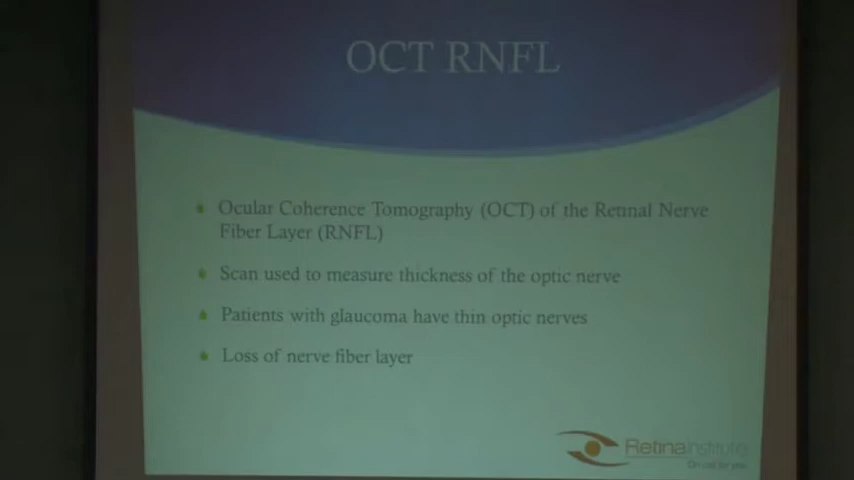 OCT RNFL
Ocular Coherence Tomography (OCT) of the Retinal Nerve
Fiber Layer (RNFL)
Scan used to measure thickness of the optic nerve
Patients with glaucoma have thin optic nerves
Loss of nerve fiber layer
RetinaInstitute